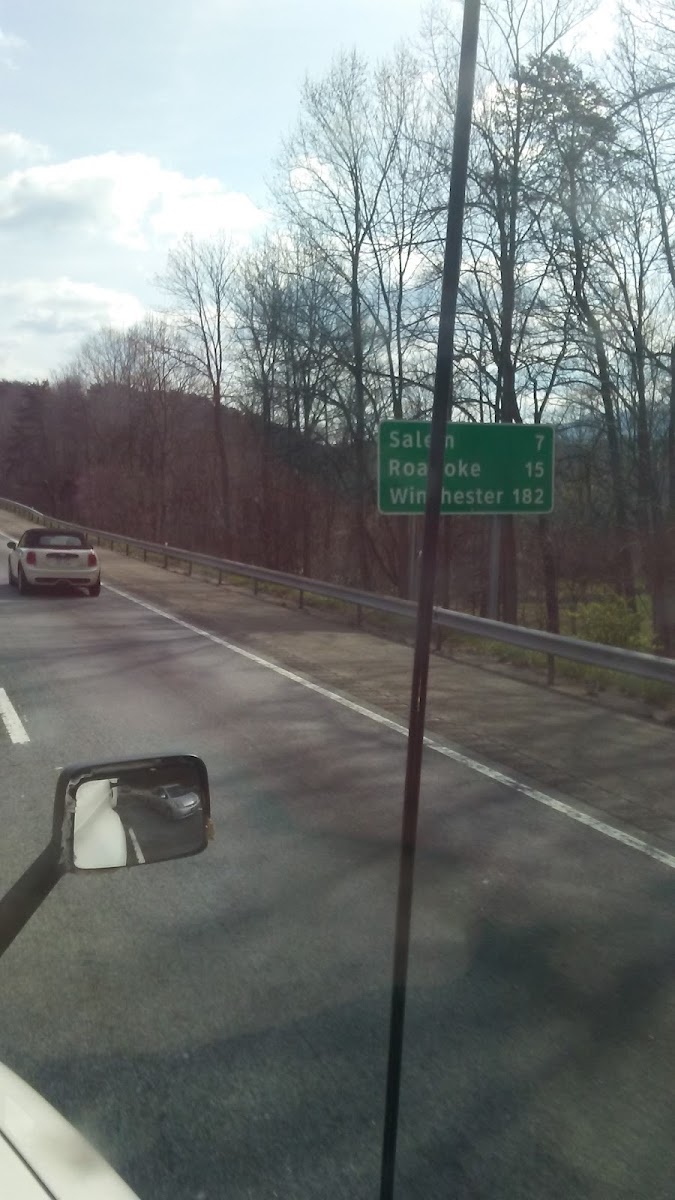 Salem 7
Roanoke 15
Winchester 182